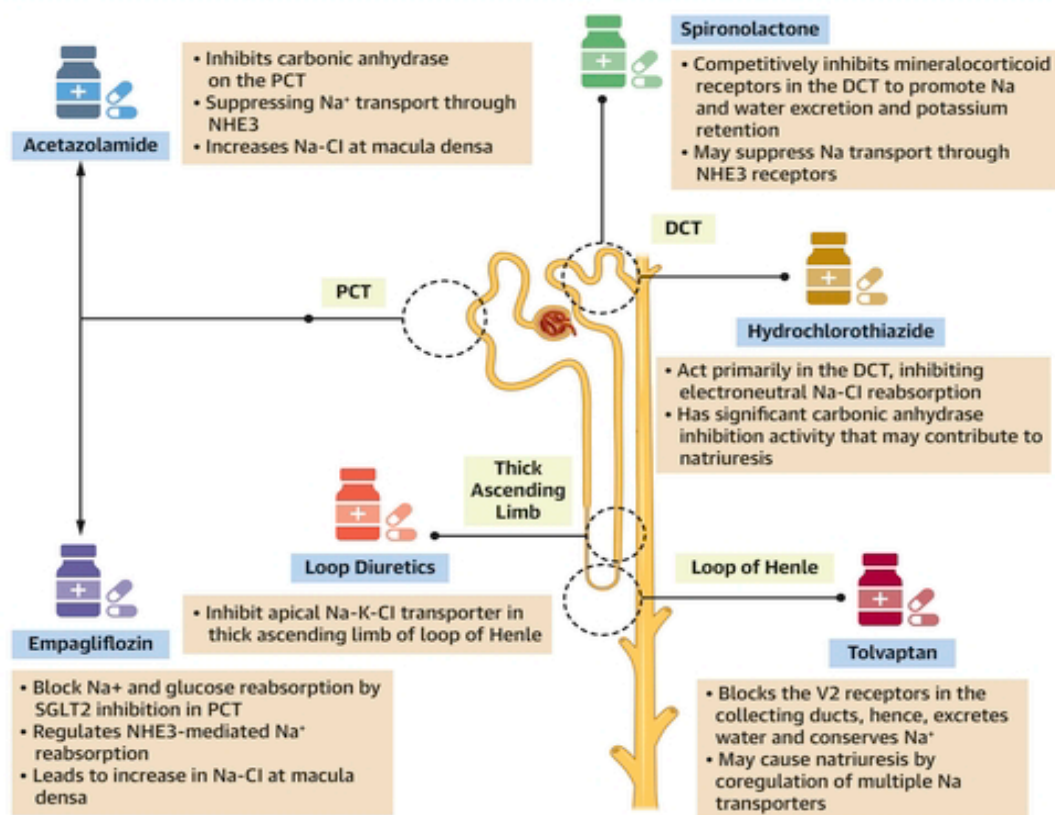 Acetazolamide
• Inhibits carbonic anhydrase
on the PCT
• Suppressing Na⁺ transport through
NHE3
• Increases Na-Cl at macula densa
Spironolactone
• Competitively inhibits mineralocorticoid
receptors in the DCT to promote Na
and water excretion and potassium
retention
• May suppress Na transport through
NHE3 receptors
DCT
PCT
Hydrochlorothiazide
• Act primarily in the DCT, inhibiting
electroneutral Na-Cl reabsorption
• Has significant carbonic anhydrase
inhibition activity that may contribute to
natriuresis
Thick
Ascending
Limb
Loop Diuretics
• Inhibit apical Na-K-Cl transporter in
thick ascending limb of loop of Henle
Loop of Henle
Empagliflozin
• Block Na+ and glucose reabsorption by
SGLT2 inhibition in PCT
• Regulates NHE3-mediated Na⁺
reabsorption
• Leads to increase in Na-Cl at macula
densa
Tolvaptan
• Blocks the V2 receptors in the
collecting ducts, hence, excretes
water and conserves Na⁺
• May cause natriuresis by
coregulation of multiple Na
transporters